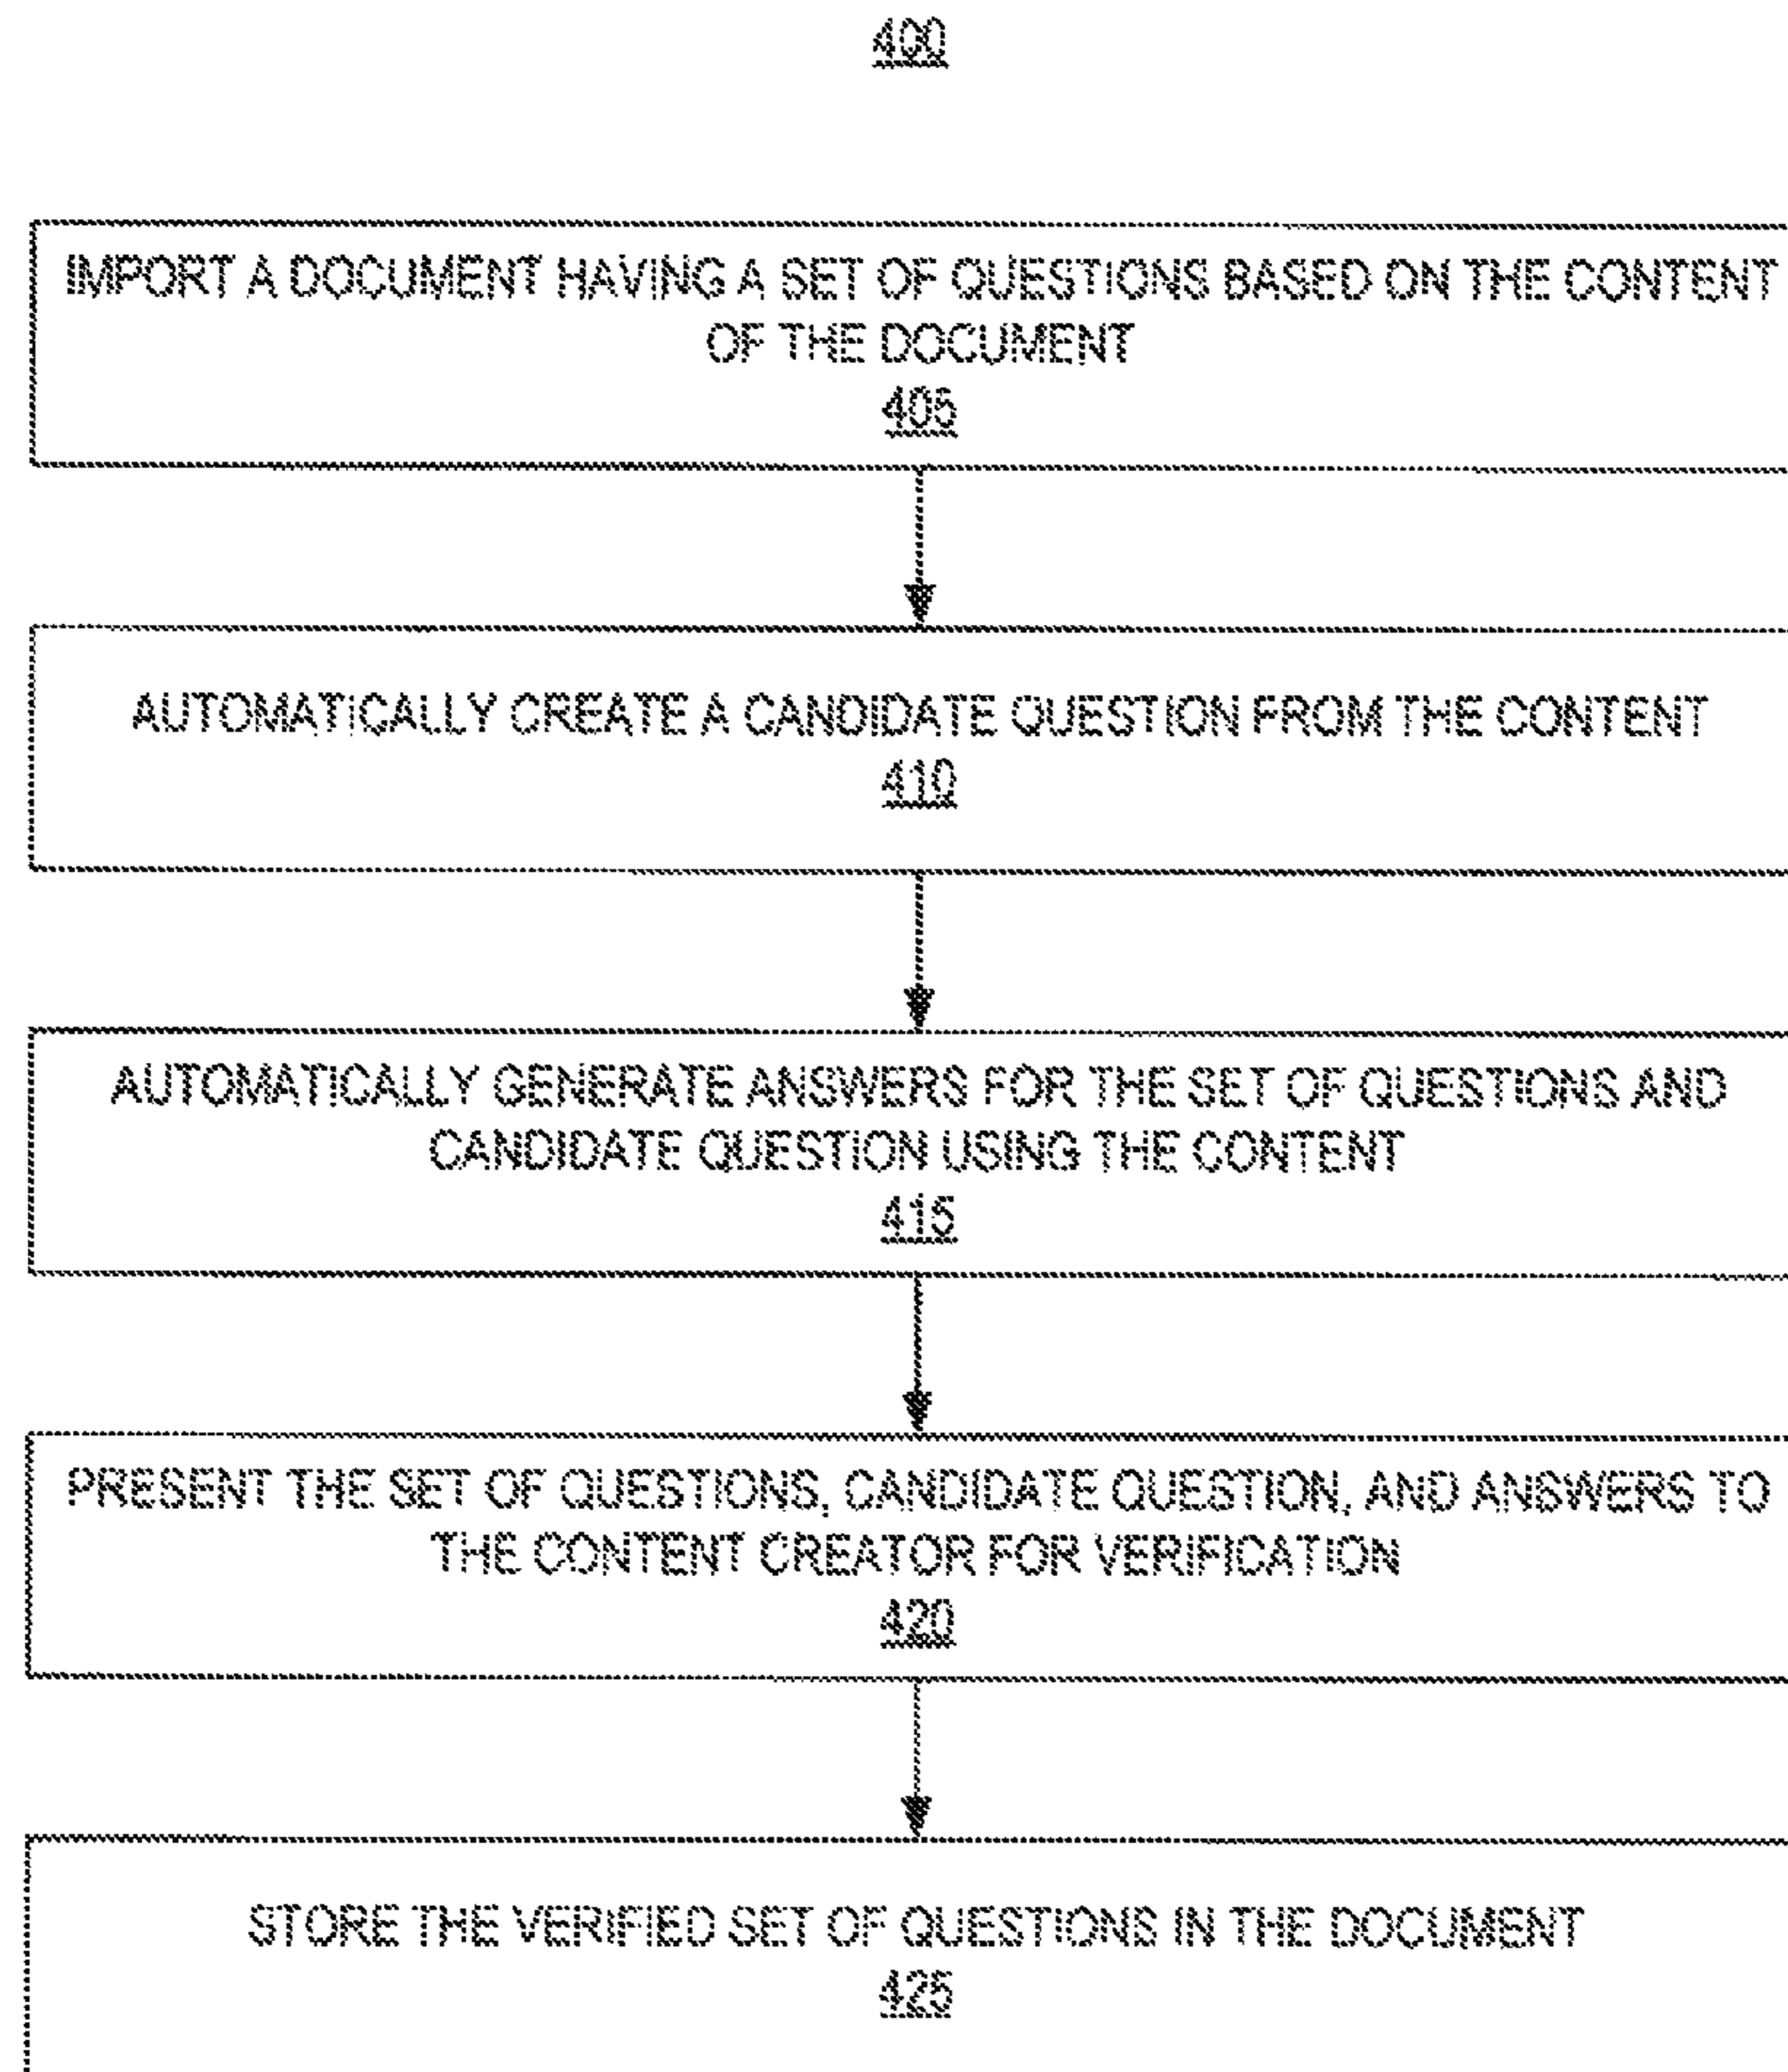 400
IMPORT A DOCUMENT HAVING A SET OF QUESTIONS BASED ON THE CONTENT
OF THE DOCUMENT
405
AUTOMATICALLY CREATE A CANDIDATE QUESTION FROM THE CONTENT
410
AUTOMATICALLY GENERATE ANSWERS FOR THE SET OF QUESTIONS AND
CANDIDATE QUESTION USING THE CONTENT
415
PRESENT THE SET OF QUESTIONS, CANDIDATE QUESTION, AND ANSWERS TO
THE CONTENT CREATOR FOR VERIFICATION
420
STORE THE VERIFIED SET OF QUESTIONS IN THE DOCUMENT
425